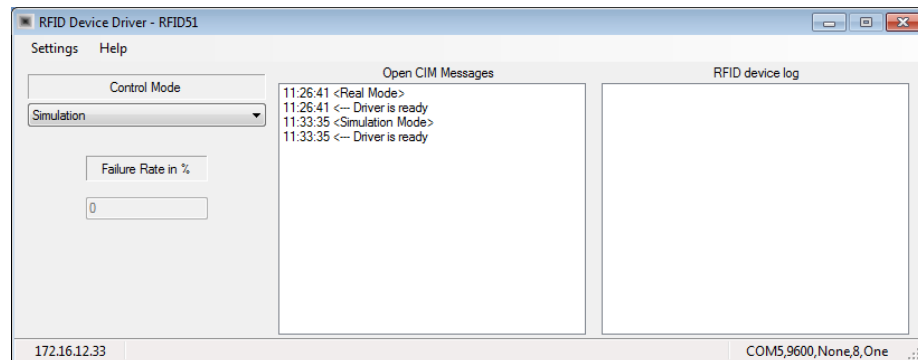 RFID Device Driver - RFID51
Settings Help
Control Mode
Simulation
Failure Rate in %
0
Open CIM Messages
11:26:41 <Real Mode>
11:26:41 <--- Driver is ready
11:33:35 <Simulation Mode>
11:33:35 <--- Driver is ready
RFID device log
172.16.12.33
COM5,9600,None,8,One